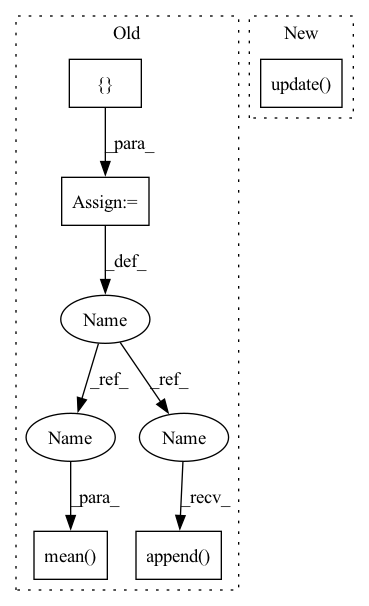 Old
New
{}
update()
_para_
Assign:=
_def_
Name
_ref_
_ref_
Name
Name
_para_
_recv_
mean()
append()